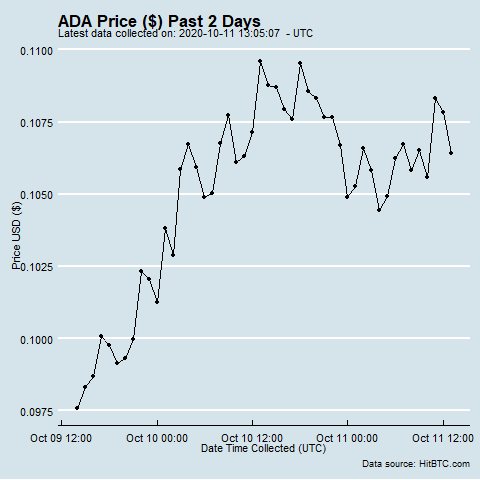 ADA Price ($) Past 2 Days
Latest data collected on: 2020-10-11 13:05:07 - UTC
0.1100
0.1075
0.1050
0.1025
0.1000
0.0975
Price USD ($)
Oct 09 12:00 Oct 10 00:00 Oct 10 12:00 Oct 11 00:00 Oct 11 12:00
Date Time Collected (UTC)
Data source: HitBTC.com